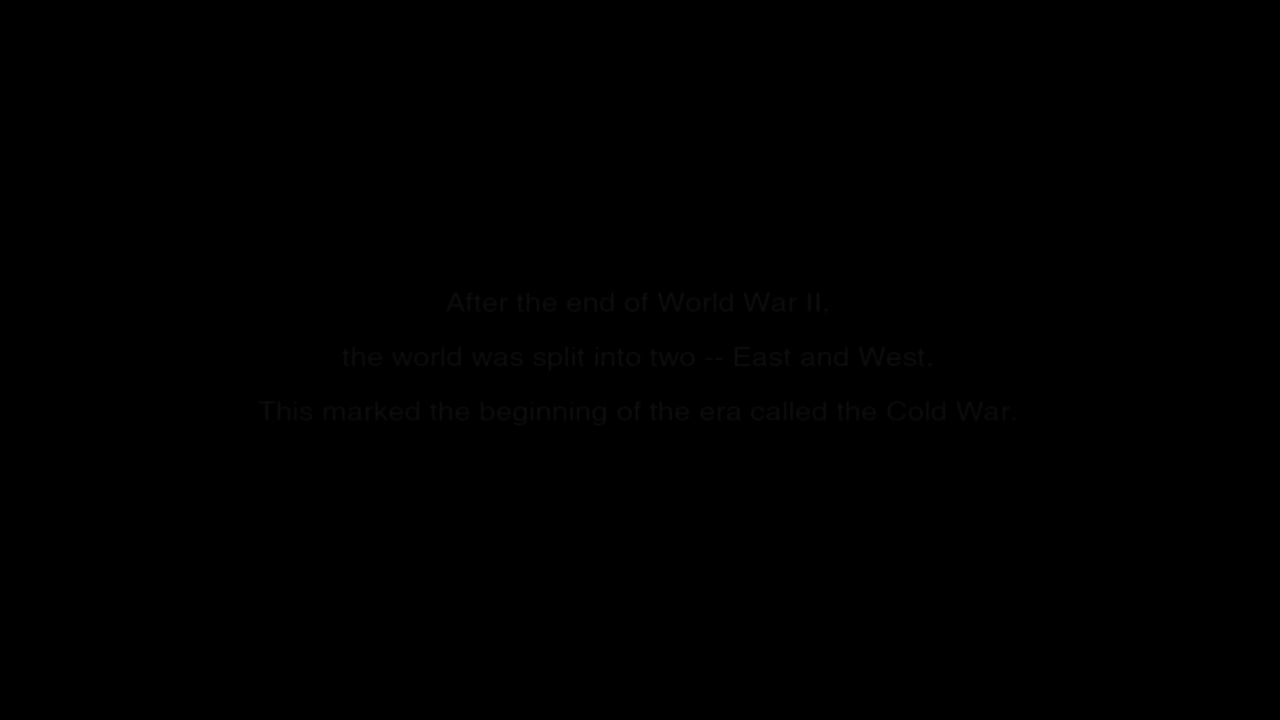 After the end of World War II,
the world was split into two -- East and West.
This marked the beginning of the era called the Cold War.